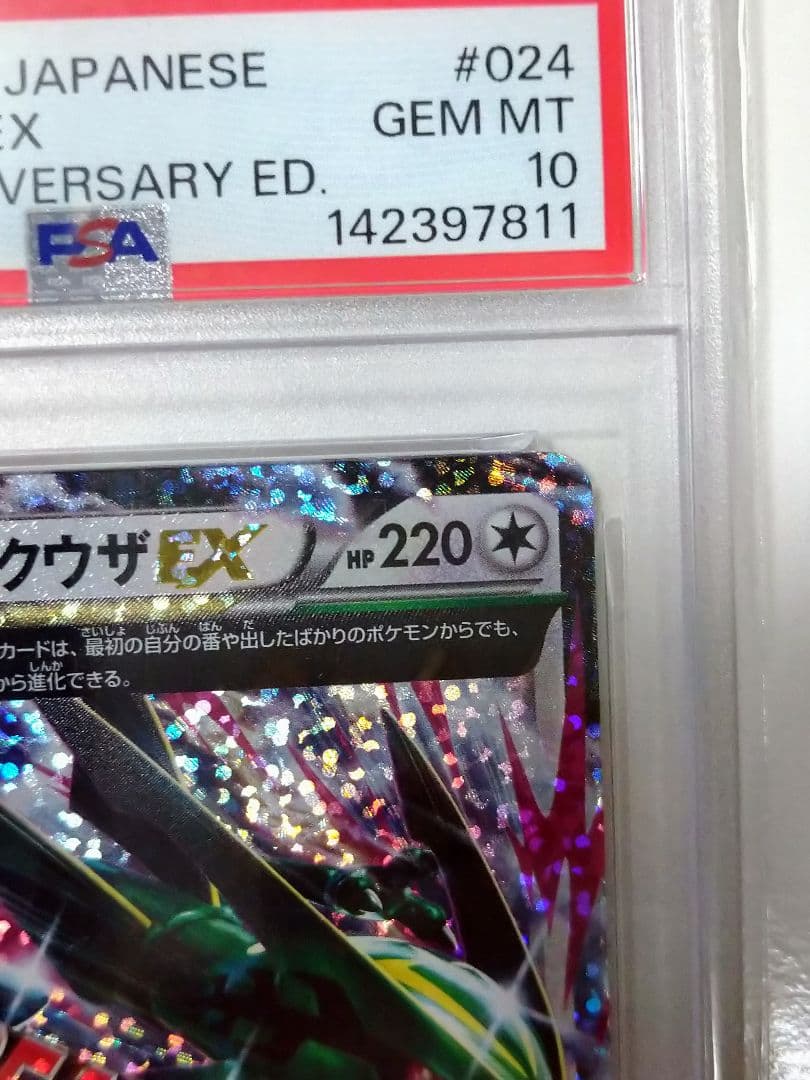 JAPANESE #024
EX GEM MT
VERSARY ED. 10
PSA 142397811
クウザEX HP 220
カードは、最初の自分の番や出したばかりのポケモンからでも、
から進化できる。